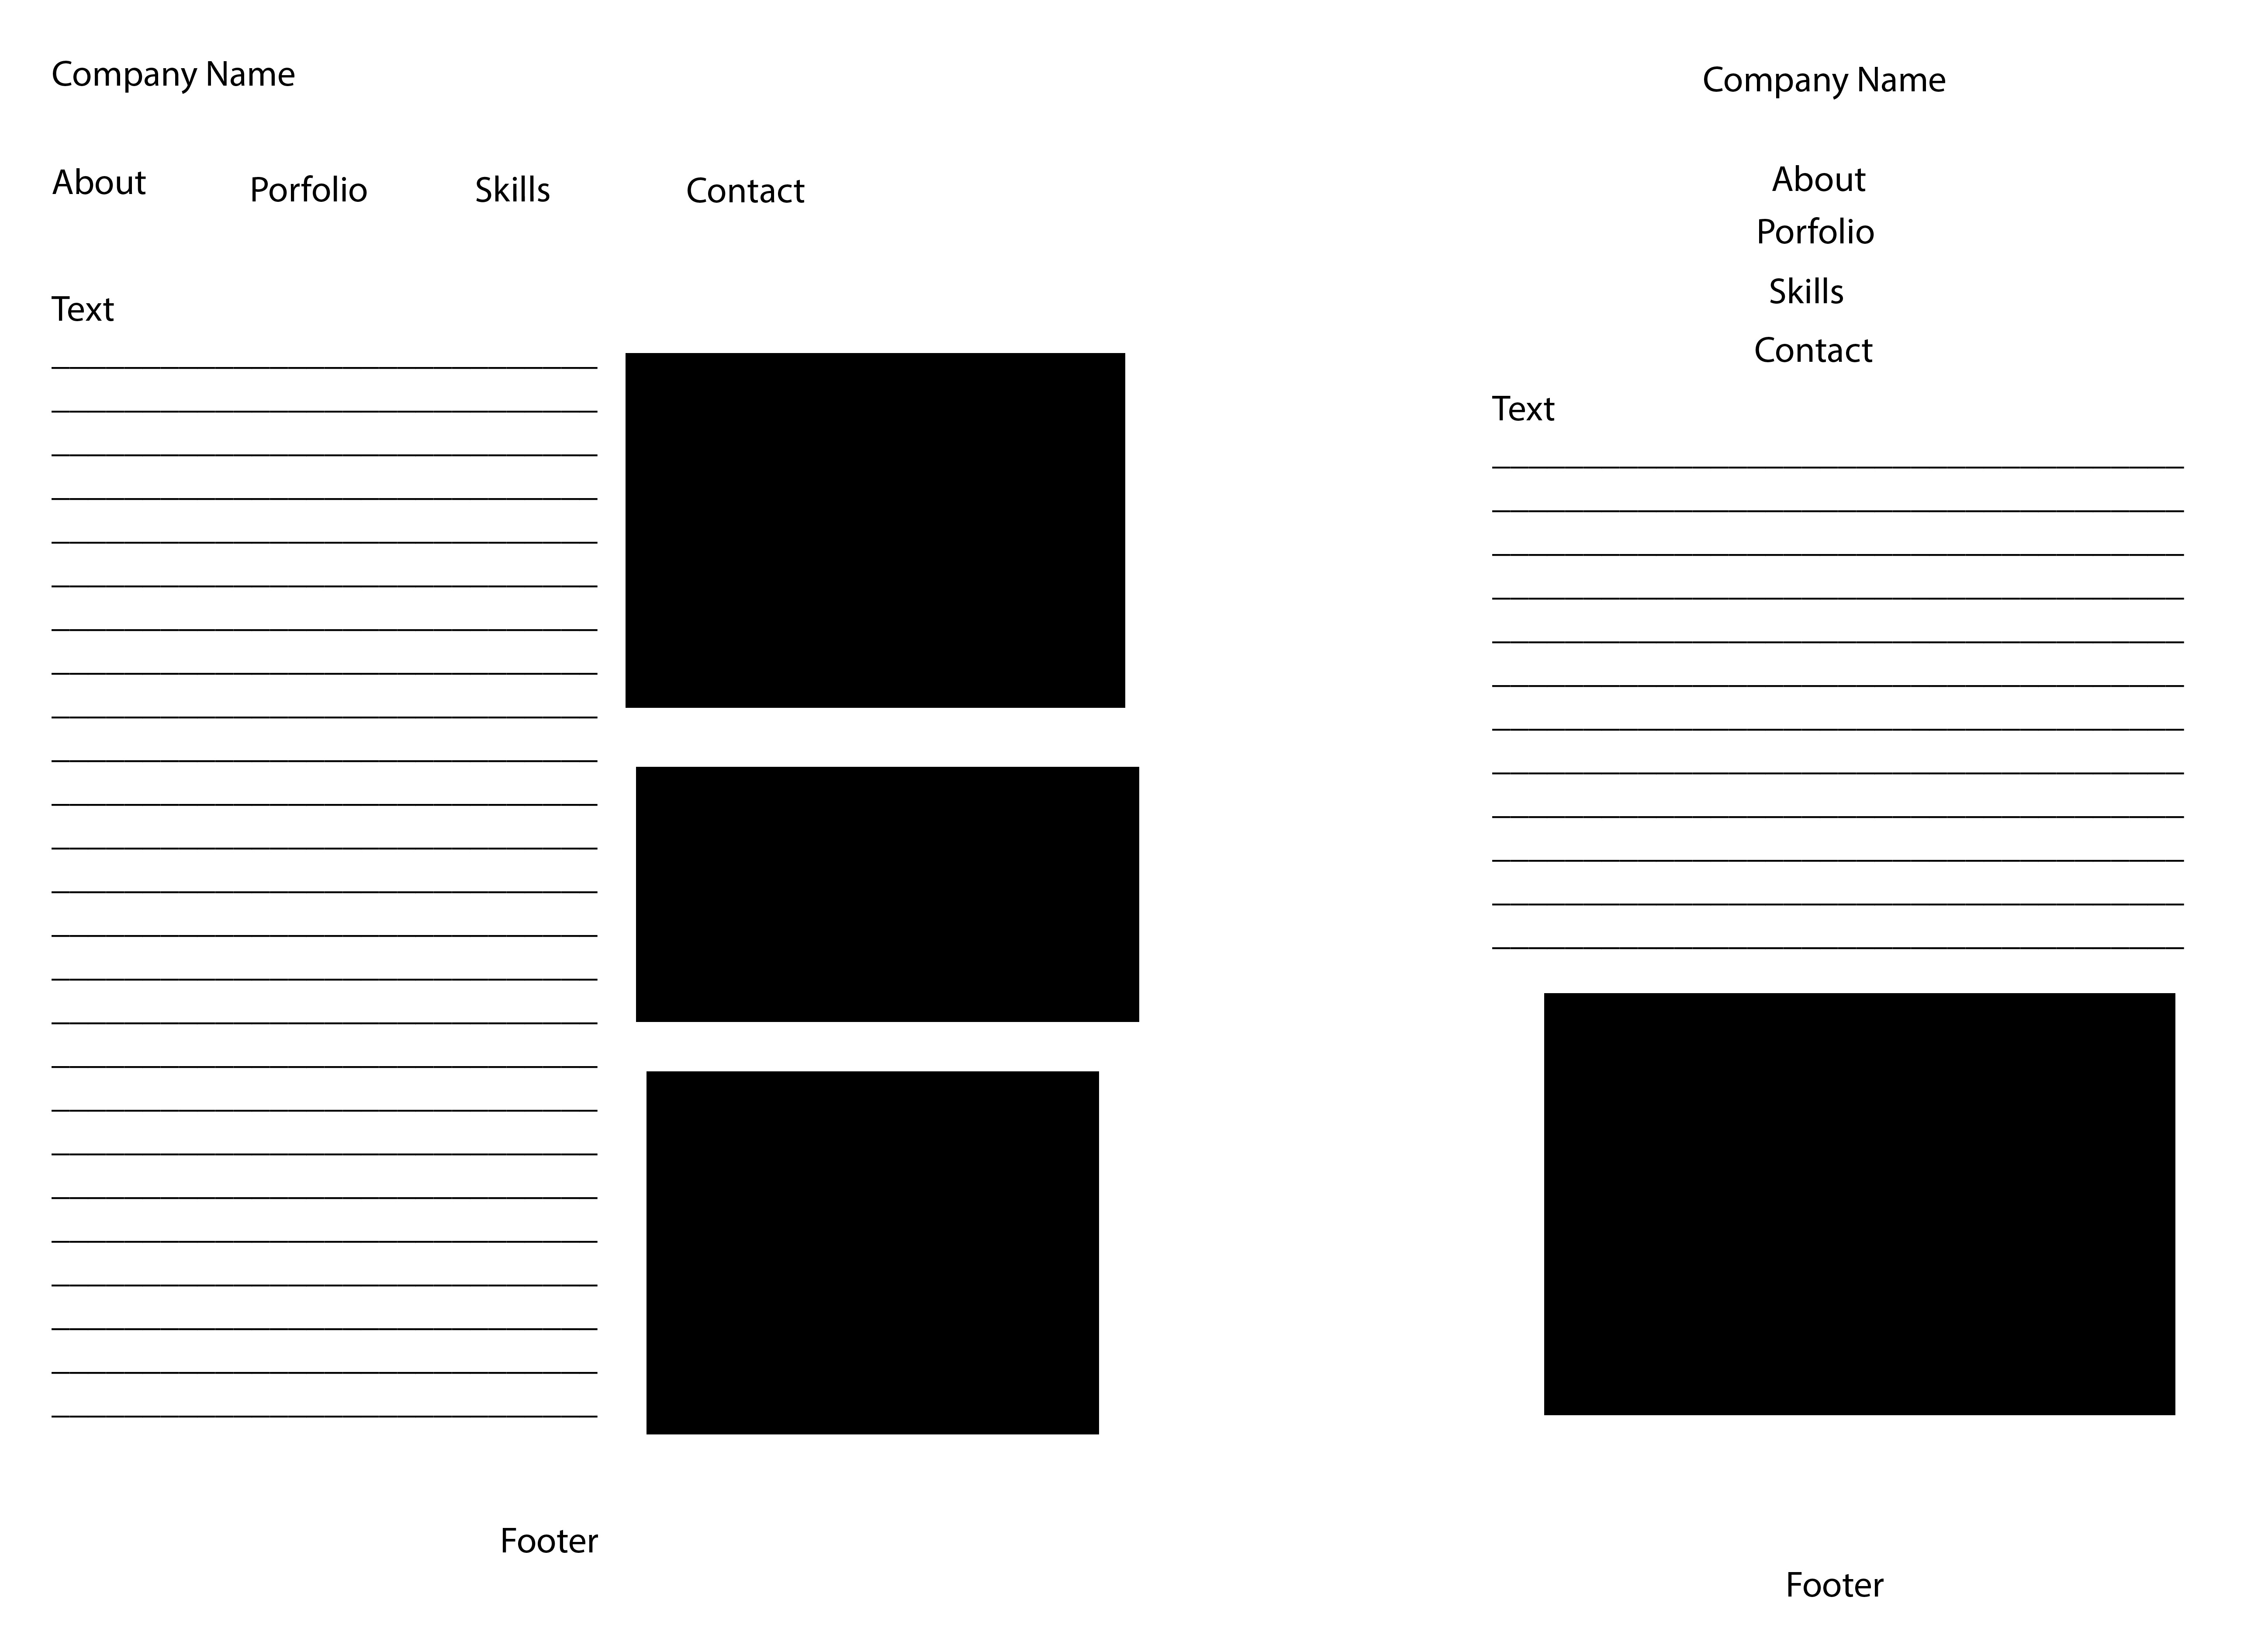 Company Name
About Porfolio Skills Contact
Text
Footer
Company Name
About
Porfolio
Skills
Contact
Text
Footer